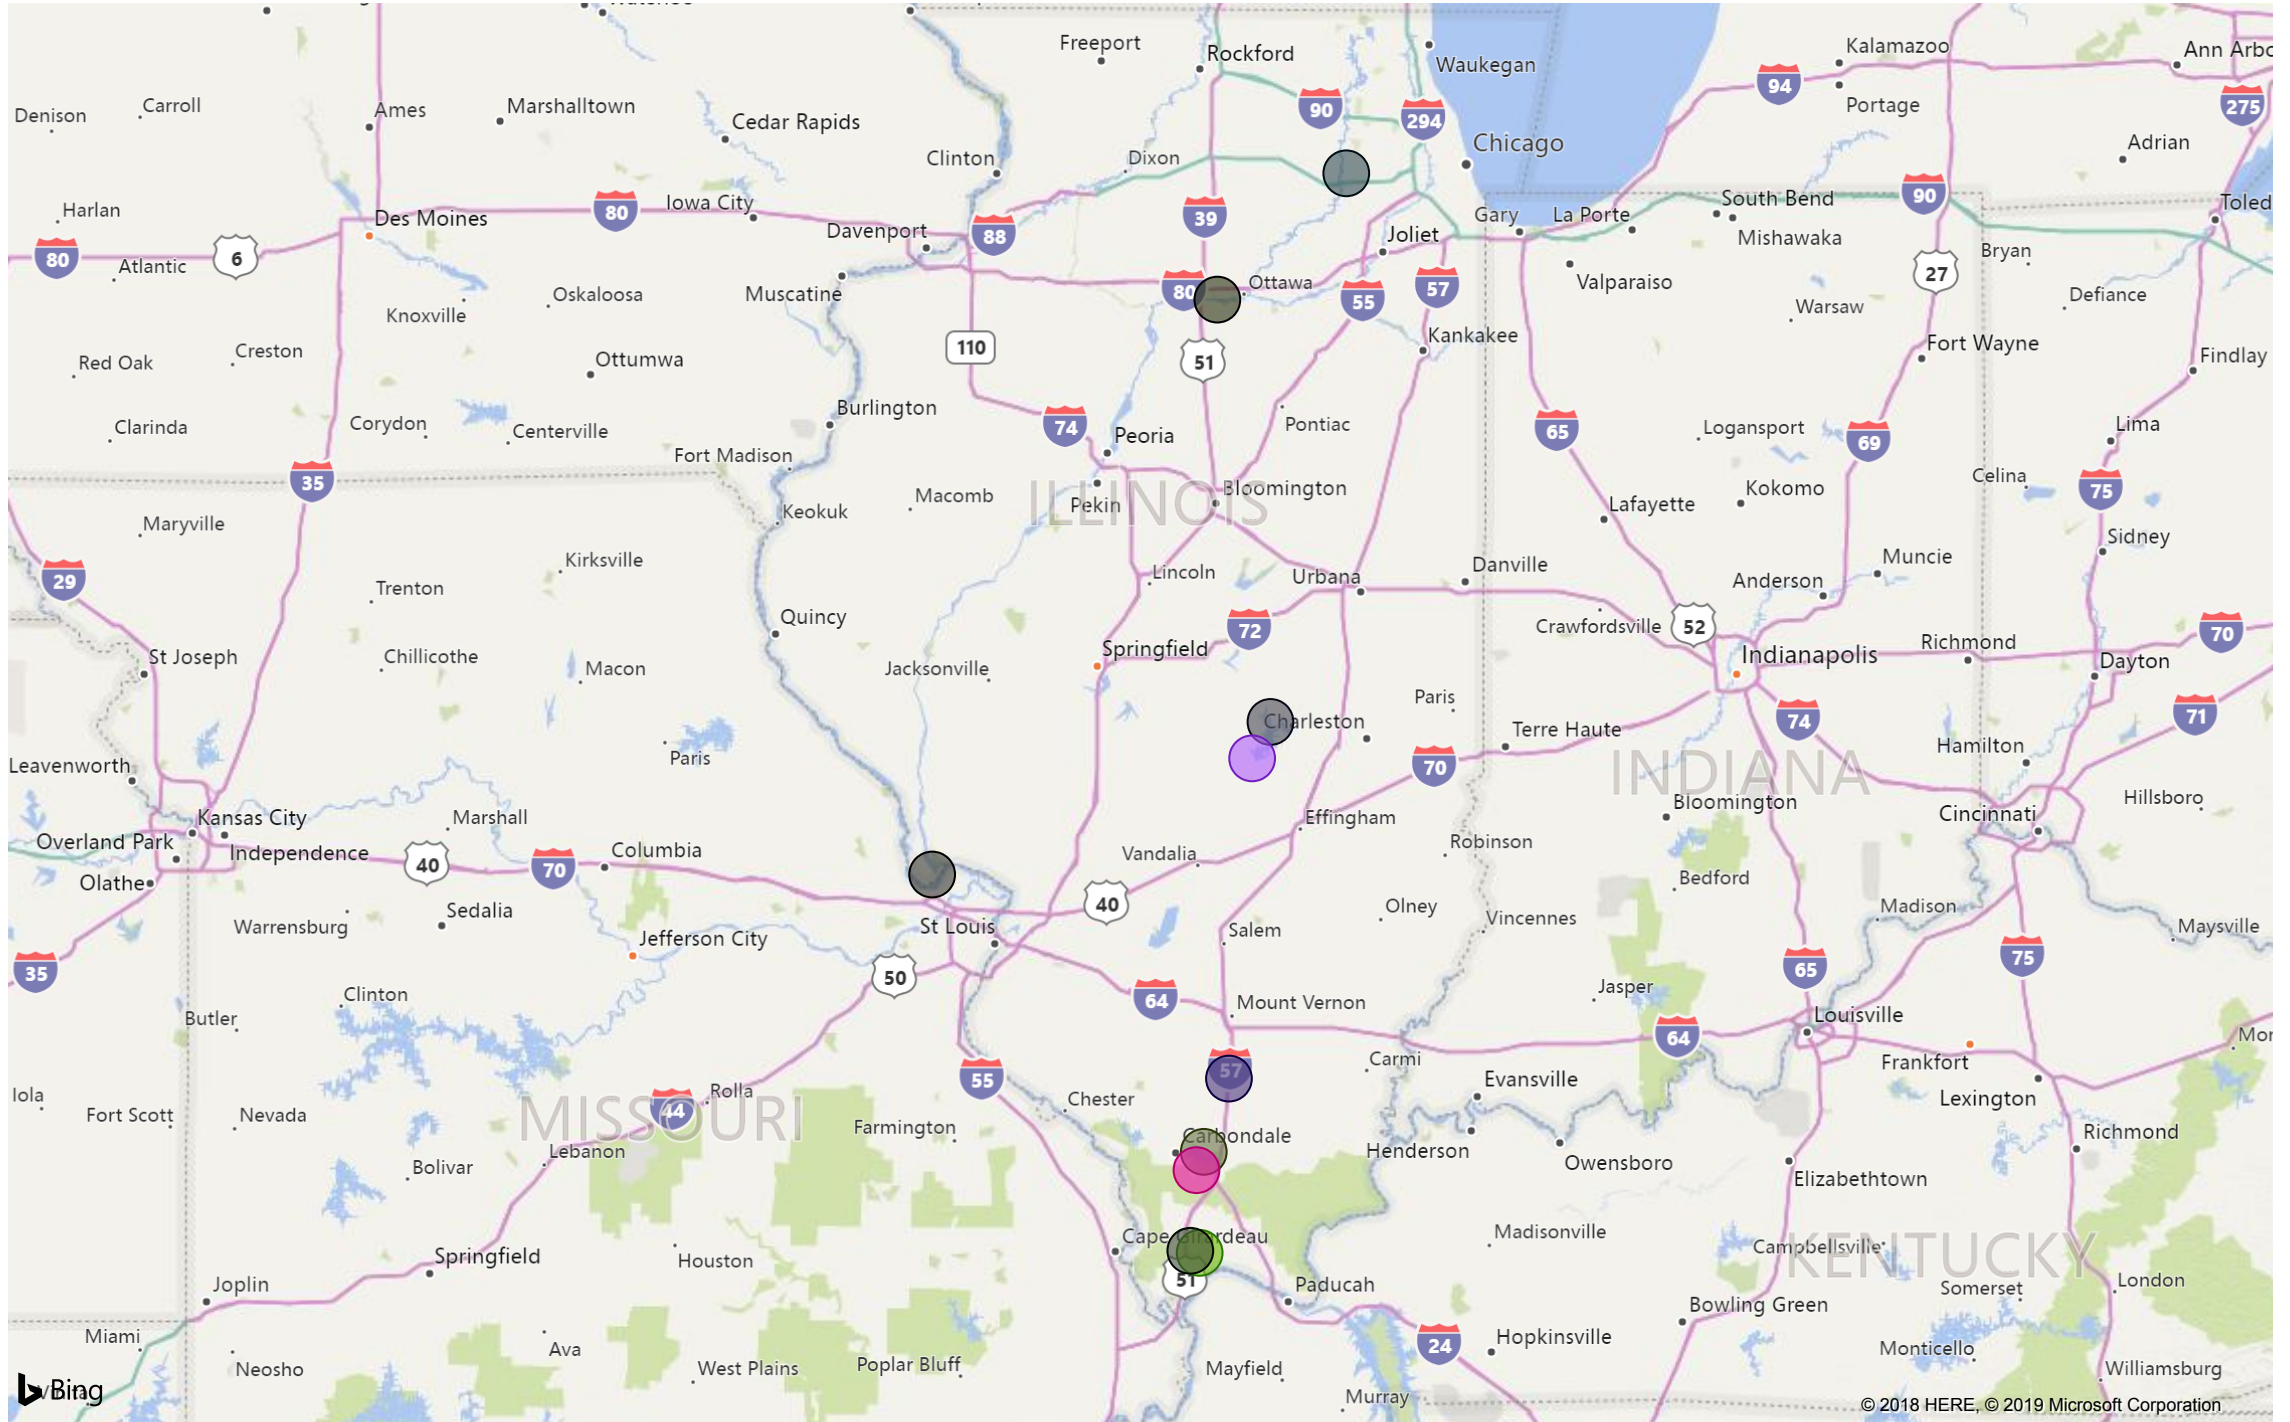 Freeport
Rockford
Waukegan
Kalamazoo
Ann Arbo
94
Portage
275
Denison
Carroll
Ames
Marshalltown
Cedar Rapids
90
294
Chicago
Adrian
Clinton
Dixon
Harlan
Des Moines
80
Iowa City
Davenport
88
39
Joliet
Gary
La Porte
South Bend
90
Toled
Mishawaka
80
6
Atlantic
Knoxville
Oskaloosa
Muscatine
80
Ottawa
55
57
Valparaiso
27
Bryan
Warsaw
Defiance
Red Oak
Creston
Ottumwa
110
51
Kankakee
Fort Wayne
Findlay
Clarinda
Corydon
Centerville
Burlington
74
Peoria
Pontiac
65
Logansport
69
Lima
Fort Madison
35
Macomb
Pekin
ILLINOIS
Bloomington
Kokomo
Celina
75
Maryville
Keokuk
Lafayette
Sidney
29
Kirksville
Trenton
Lincoln
Urbana
Danville
Anderson
Muncie
Quincy
72
Crawfordsville
52
Richmond
70
St Joseph
Chillicothe
Macon
Jacksonville
Springfield
Indianapolis
Dayton
Paris
Charleston
Paris
Terre Haute
74
71
Leavenworth
70
INDIANA
Hamilton
Kansas City
Marshall
Effingham
Bloomington
Cincinnati
Hillsboro
Overland Park
Independence
40
70
Columbia
Vandalia
Robinson
Olathe
Bedford
Warrensburg
Sedalia
Jefferson City
St Louis
40
Salem
Olney
Vincennes
Madison
Maysville
35
50
65
75
Clinton
Butler
64
Mount Vernon
Jasper
Louisville
64
Frankfort
Mor
Iola
Fort Scott
Nevada
MISSOURI
44
Rolla
55
Chester
57
Carmi
Evansville
Lexington
Farmington
Carbondale
Henderson
Owensboro
Richmond
Bolivar
Lebanon
Elizabethtown
Springfield
Houston
Cape Girardeau
51
Madisonville
Campbellsville
KENTUCKY
London
Somerset
Joplin
Paducah
Bowling Green
Miami
Ava
24
Hopkinsville
Monticello
Neosho
West Plains
Poplar Bluff
Mayfield
Williamsburg
Bing
Murray
© 2018 HERE, © 2019 Microsoft Corporation